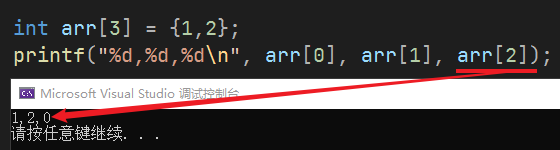 int arr[3] = {1,2};
printf("%d,%d,%d\n", arr[0], arr[1], arr[2]);
Microsoft Visual Studio 调试控制台
1,2,0
请按任意键继续. . .